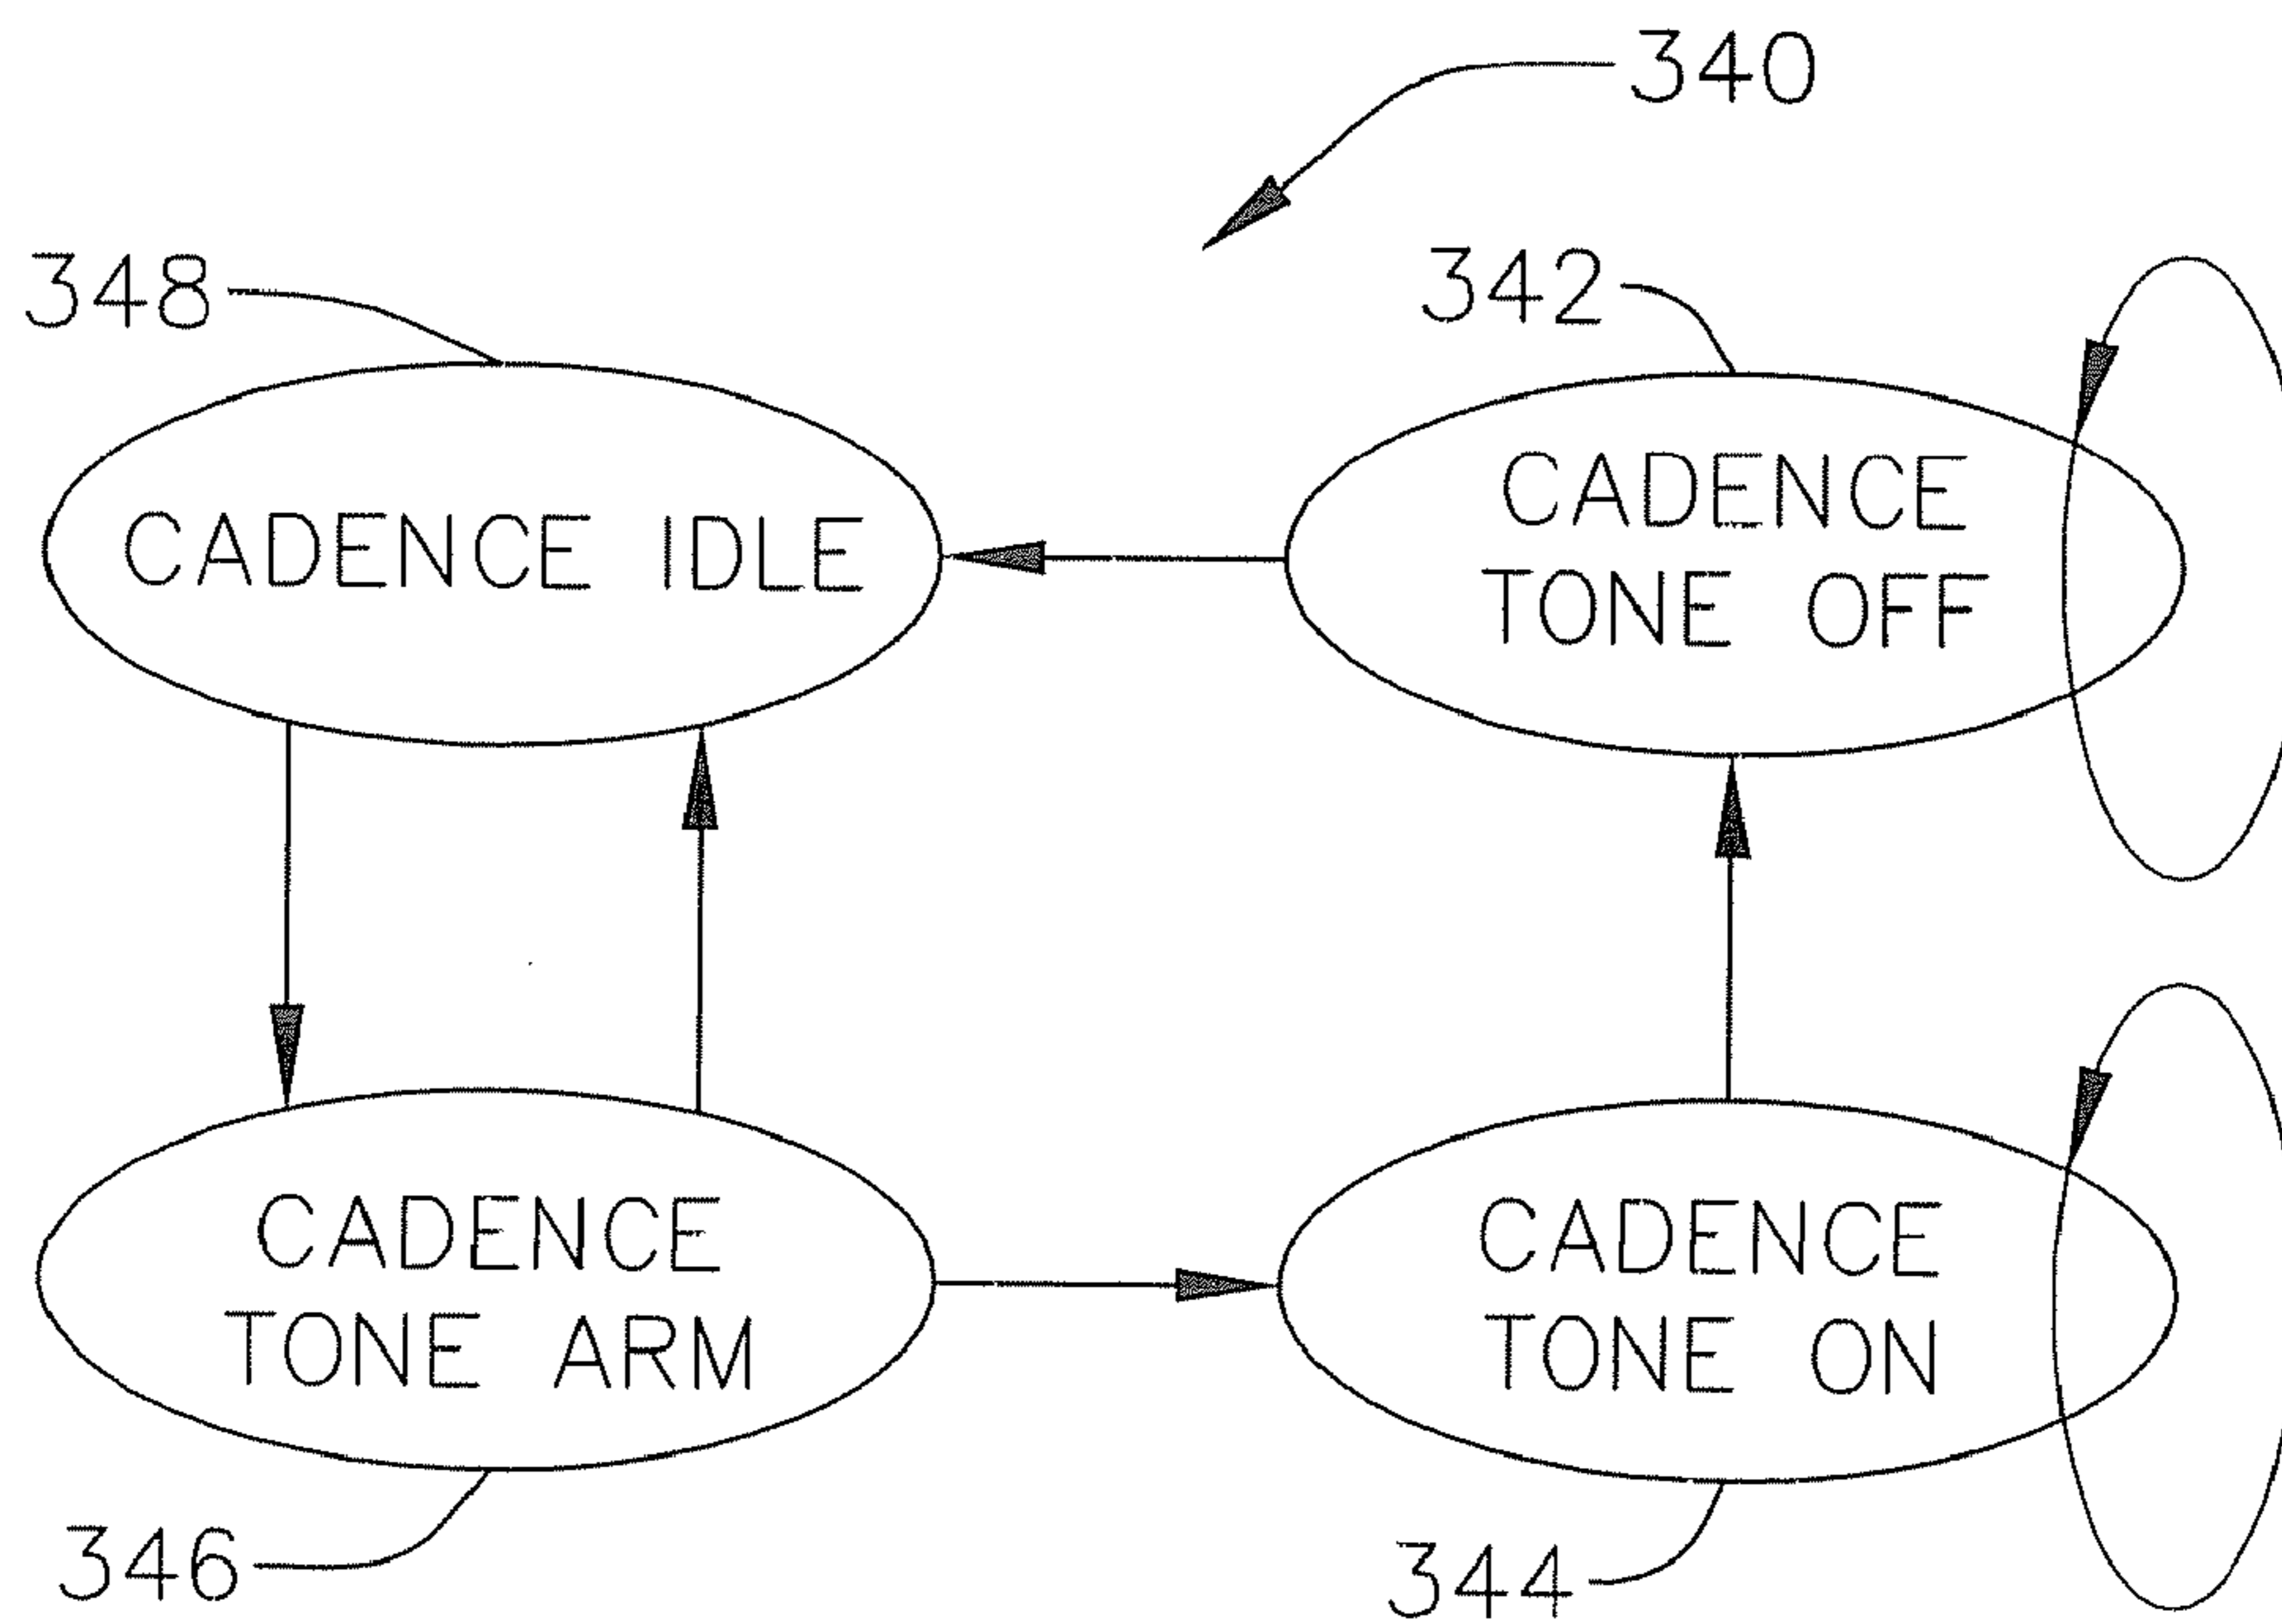 340
348
342
CADENCE IDLE
CADENCE
TONE OFF
CADENCE
TONE ARM
CADENCE
TONE ON
346
344